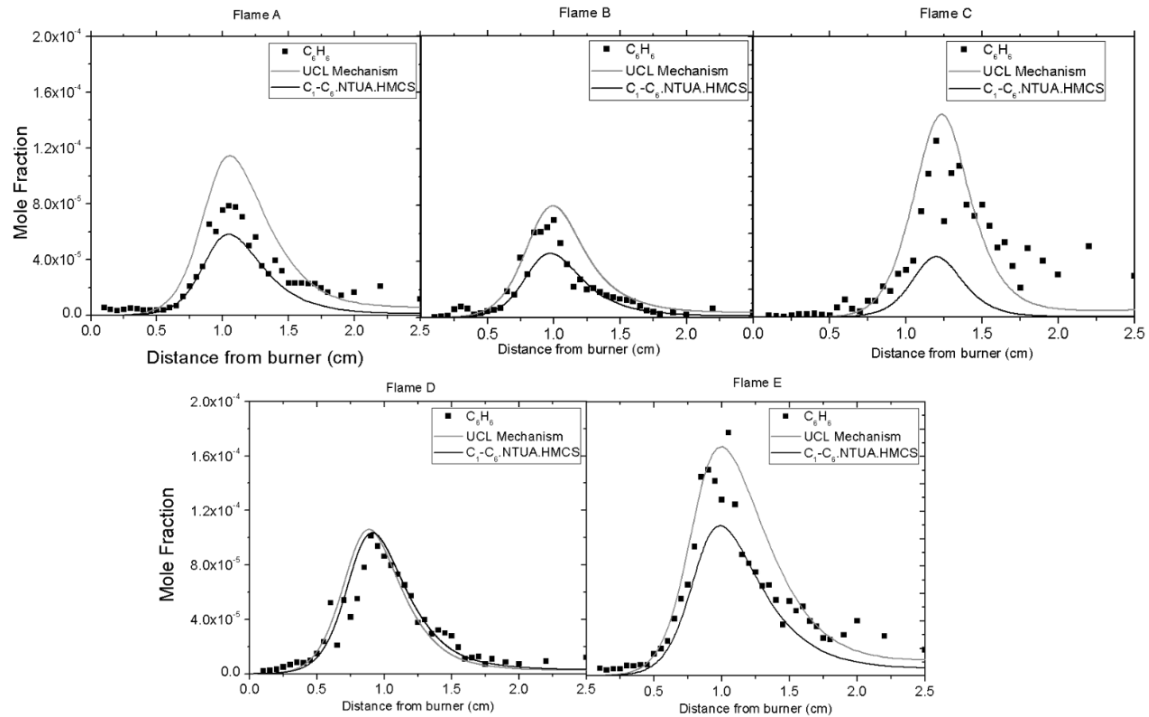 Flame A
Flame B
Flame C
2.0x10⁻⁴
1.6x10⁻⁴
1.2x10⁻⁴
8.0x10⁻⁵
4.0x10⁻⁵
0.0
Mole Fraction
C₆H₆
UCL Mechanism
C₁-C₆.NTUA.HMCS
C₆H₆
UCL Mechanism
C₁-C₆.NTUA.HMCS
C₆H₆
UCL Mechanism
C₁-C₆.NTUA.HMCS
0.0 0.5 1.0 1.5 2.0 2.5
0.5 1.0 1.5 2.0
0.0 0.5 1.0 1.5 2.0 2.5
Distance from burner (cm)
Distance from burner (cm)
Distance from burner (cm)
Flame D
Flame E
2.0x10⁻⁴
1.6x10⁻⁴
1.2x10⁻⁴
8.0x10⁻⁵
4.0x10⁻⁵
0.0
Mole Fraction
C₆H₆
UCL Mechanism
C₁-C₆.NTUA.HMCS
C₆H₆
UCL Mechanism
C₁-C₆.NTUA.HMCS
0.0 0.5 1.0 1.5 2.0
0.5 1.0 1.5 2.0 2.5
Distance from burner (cm)
Distance from burner (cm)